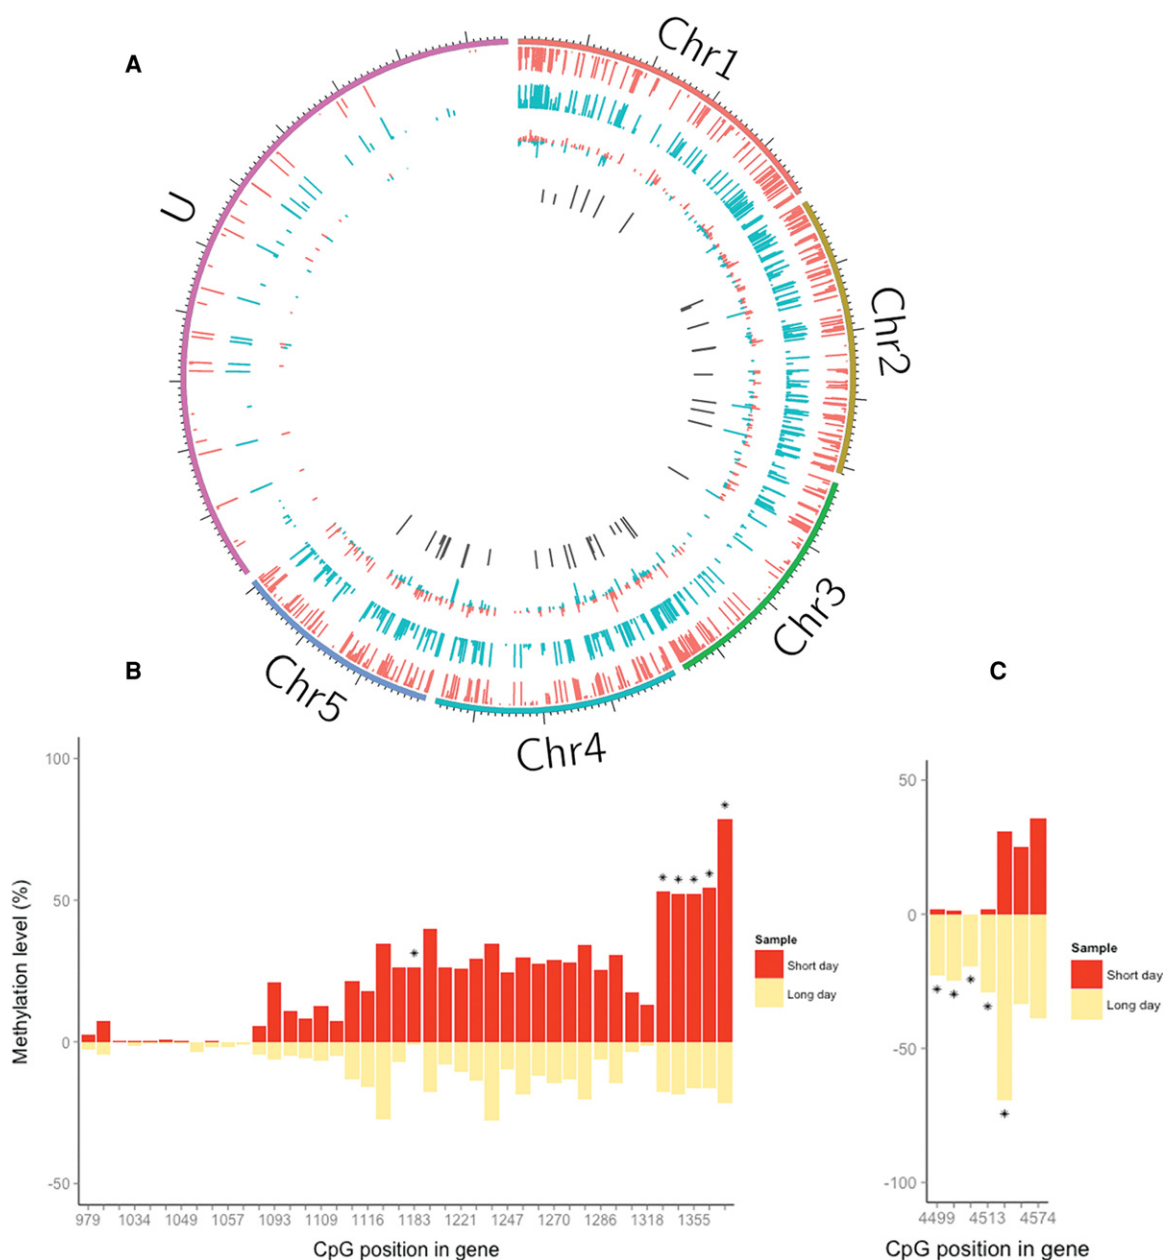 A
Chr1
U
Chr2
Chr3
B
C
Chr5
Chr4
100
50
0
-50
Methylation level (%)
Sample
Short day
Long day
979 1034 1049 1057 1093 1109 1116 1183 1221 1247 1270 1286 1318 1355
CpG position in gene
50
0
-50
-100
Sample
Short day
Long day
4499 4513 4574
CpG position in gene